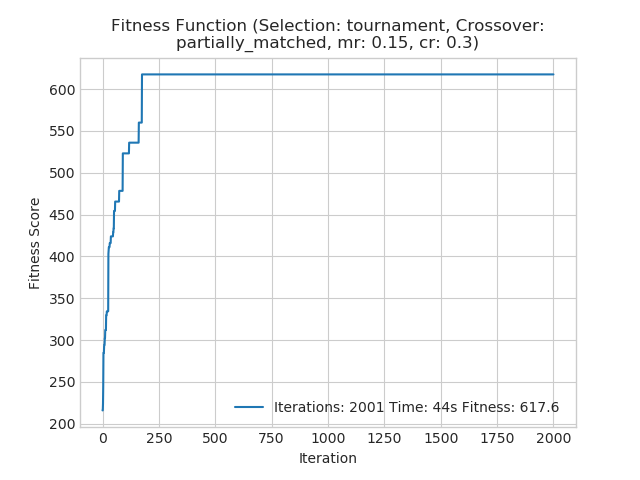 Fitness Function (Selection: tournament, Crossover:
partially_matched, mr: 0.15, cr: 0.3)
Fitness Score
600
550
500
450
400
350
300
250
200
Iterations: 2001 Time: 44s Fitness: 617.6
0 250 500 750 1000 1250 1500 1750 2000
Iteration